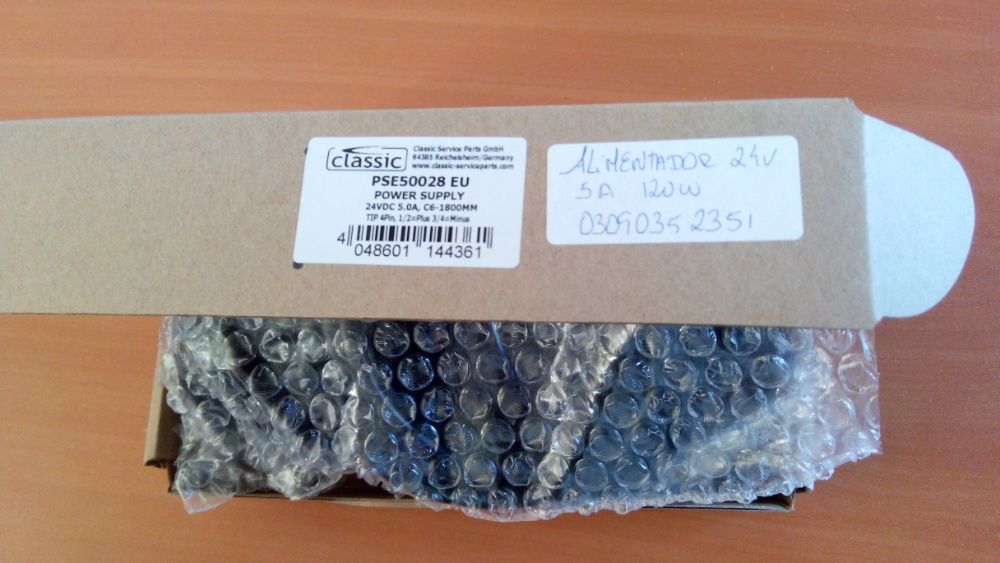 classic
Classic Service Parts GmbH
64385 Reichelsheim/Germany
www.classic-serviceparts.com
PSE50028 EU
POWER SUPPLY
24VDC 5.0A, C6-1800MM
TIP 4Pin, 1/2=Plus 3/4=Minus
4 048601 144361
ALIMENTADOR 24V
5A 120W
03090352351